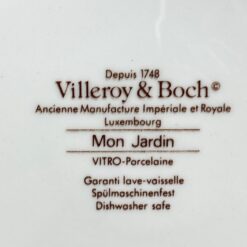 Depuis 1748
Villeroy & Boch©
Ancienne Manufacture Impériale et Royale
Luxembourg
Mon Jardin
VITRO-Porcelaine
Garanti lave-vaisselle
Spülmaschinenfest
Dishwasher safe